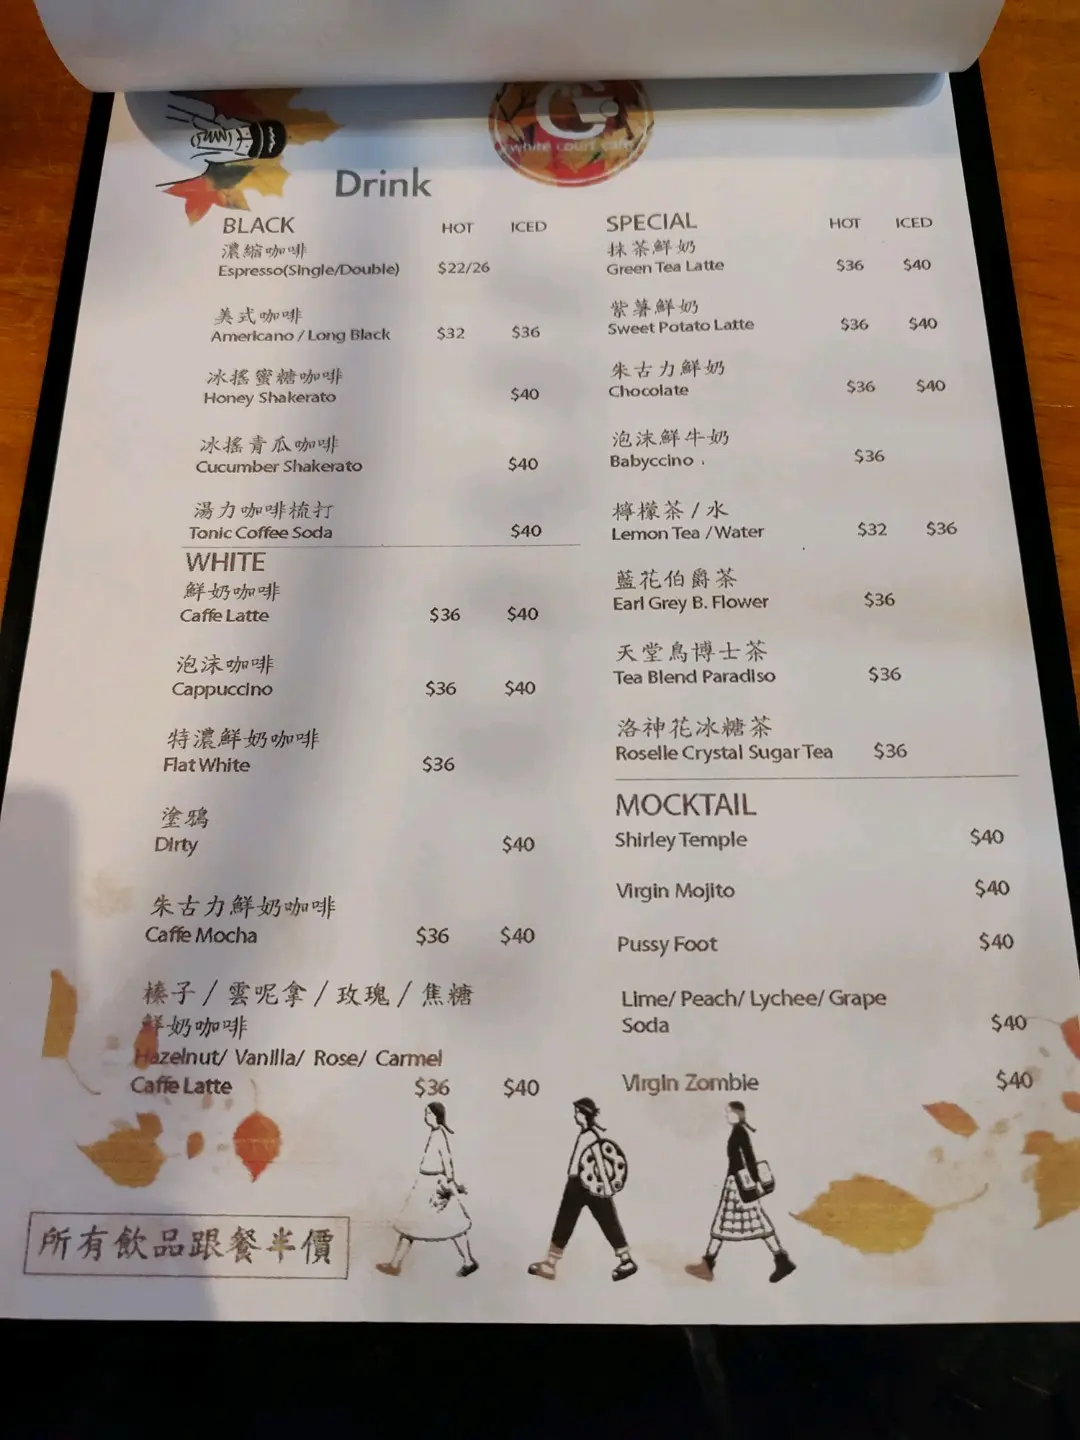 G
white court cafe
Drink
BLACK HOT ICED
濃縮咖啡
Espresso(Single/Double) $22/26
美式咖啡
Americano / Long Black $32 $36
冰搖蜜糖咖啡
Honey Shakerato $40
冰搖青瓜咖啡
Cucumber Shakerato $40
湯力咖啡梳打
Tonic Coffee Soda $40
WHITE
鮮奶咖啡
Caffe Latte $36 $40
泡沫咖啡
Cappuccino $36 $40
特濃鮮奶咖啡
Flat White $36
塗鴉
Dirty $40
朱古力鮮奶咖啡
Caffe Mocha $36 $40
榛子 / 雲呢拿 / 玫瑰 / 焦糖
鮮奶咖啡
Hazelnut/ Vanilla/ Rose/ Carmel
Caffe Latte $36 $40
SPECIAL HOT ICED
抹茶鮮奶
Green Tea Latte $36 $40
紫薯鮮奶
Sweet Potato Latte $36 $40
朱古力鮮奶
Chocolate $36 $40
泡沫鮮牛奶
Babyccino $36
檸檬茶 / 水
Lemon Tea /Water $32 $36
藍花伯爵茶
Earl Grey B. Flower $36
天堂鳥博士茶
Tea Blend Paradiso $36
洛神花冰糖茶
Roselle Crystal Sugar Tea $36
MOCKTAIL
Shirley Temple $40
Virgin Mojito $40
Pussy Foot $40
Lime/ Peach/ Lychee/ Grape
Soda $40
Virgin Zombie $40
所有飲品跟餐半價